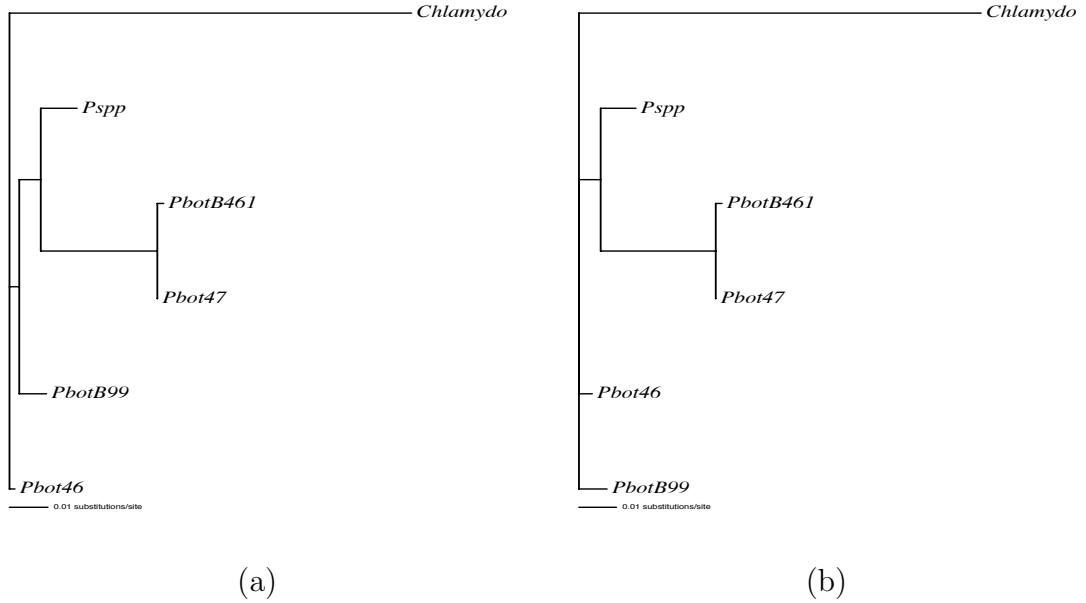 Chlamydo
Pspp
PbotB461
Pbot47
PbotB99
Pbot46
0.01 substitutions/site
(a)
Chlamydo
Pspp
PbotB461
Pbot47
Pbot46
PbotB99
0.01 substitutions/site
(b)